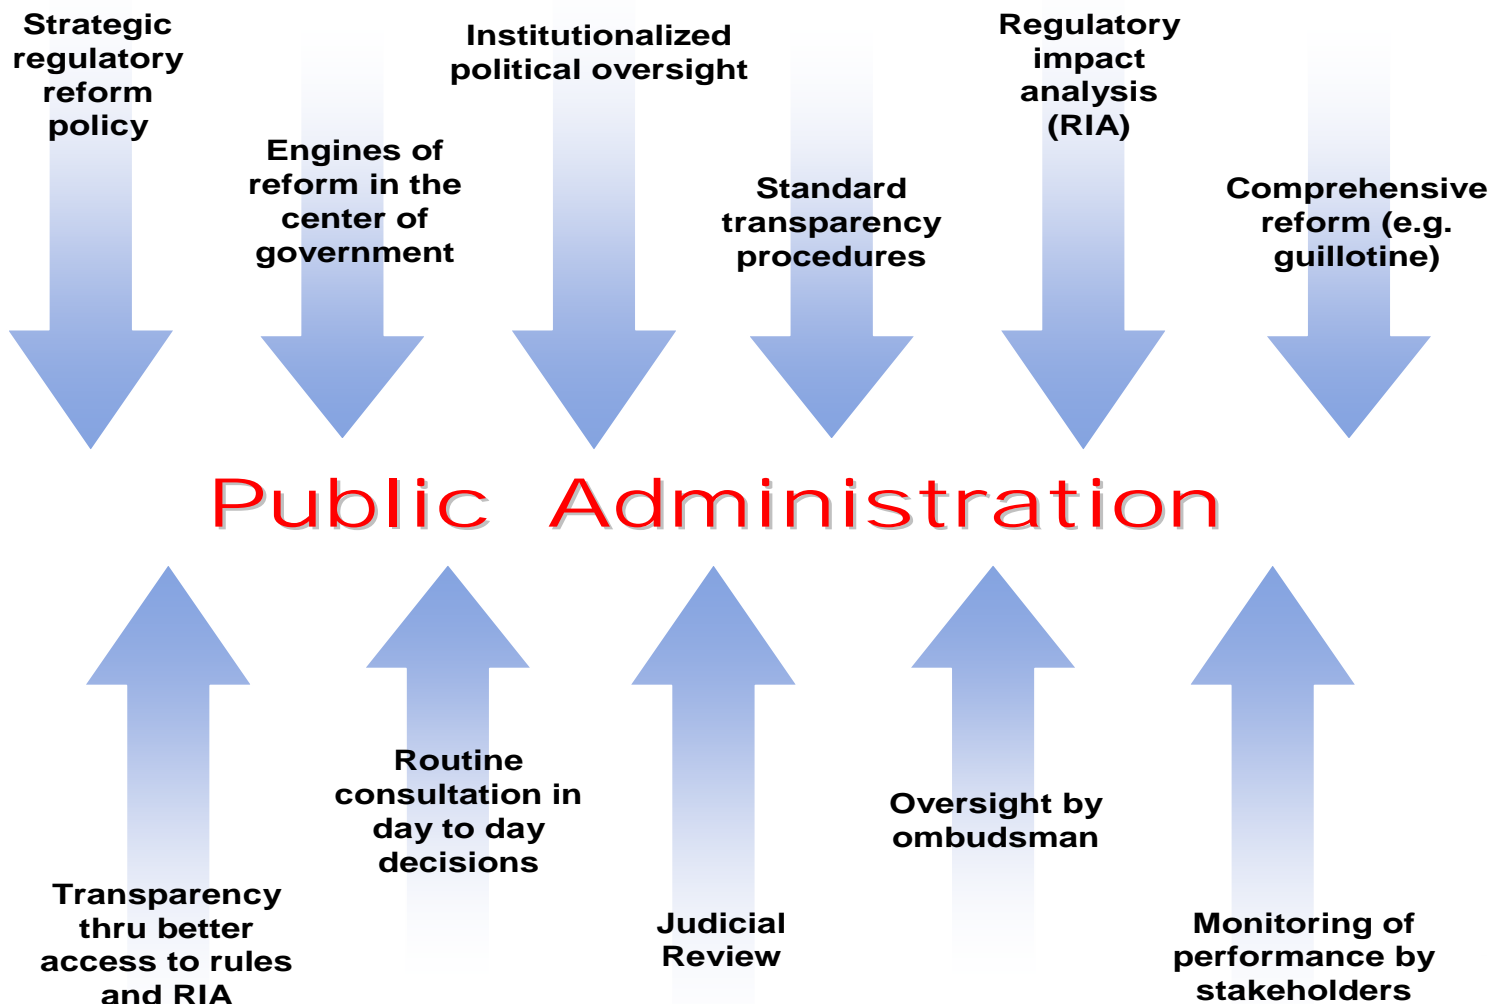 Strategic
regulatory
reform
policy
Engines of
reform in the
center of
government
Institutionalized
political oversight
Standard
transparency
procedures
Regulatory
impact
analysis
(RIA)
Comprehensive
reform (e.g.
guillotine)
Public Administration
Transparency
thru better
access to rules
and RIA
Routine
consultation in
day to day
decisions
Judicial
Review
Oversight by
ombudsman
Monitoring of
performance by
stakeholders